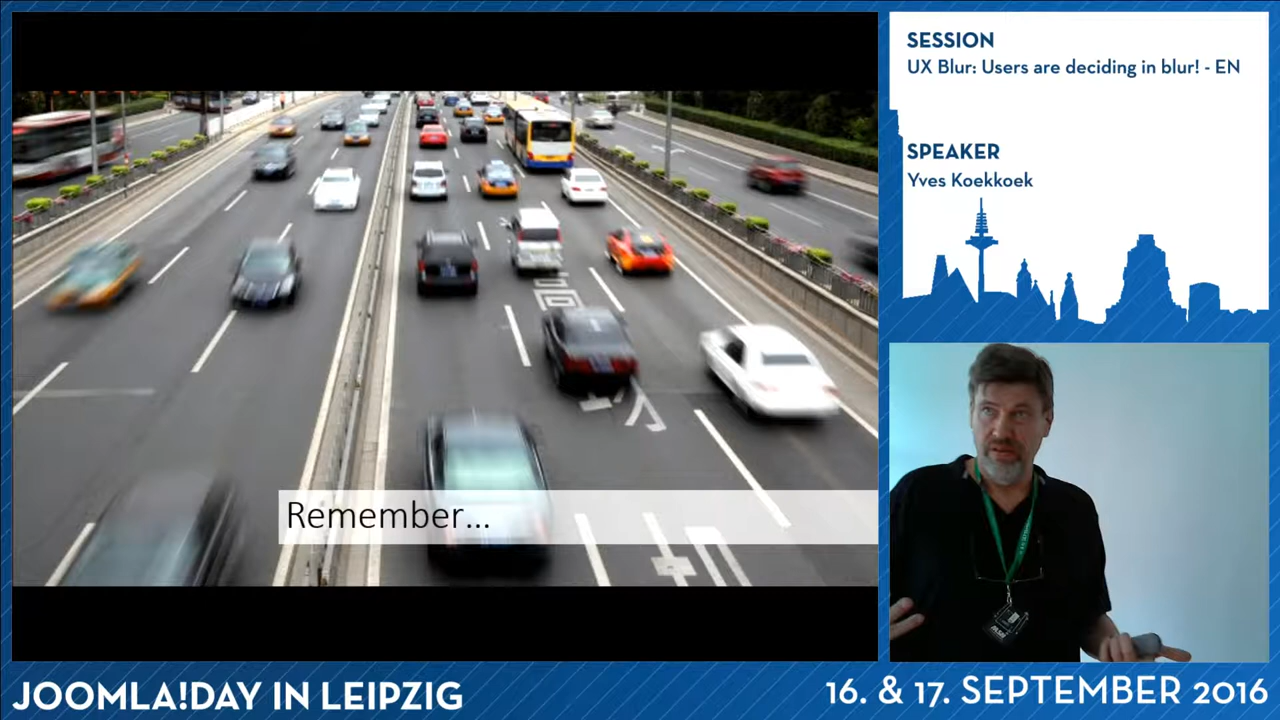 SESSION
UX Blur: Users are deciding in blur! - EN
SPEAKER
Yves Koekkoek
Remember...
JOOMLA!DAY IN LEIPZIG
16. & 17. SEPTEMBER 2016